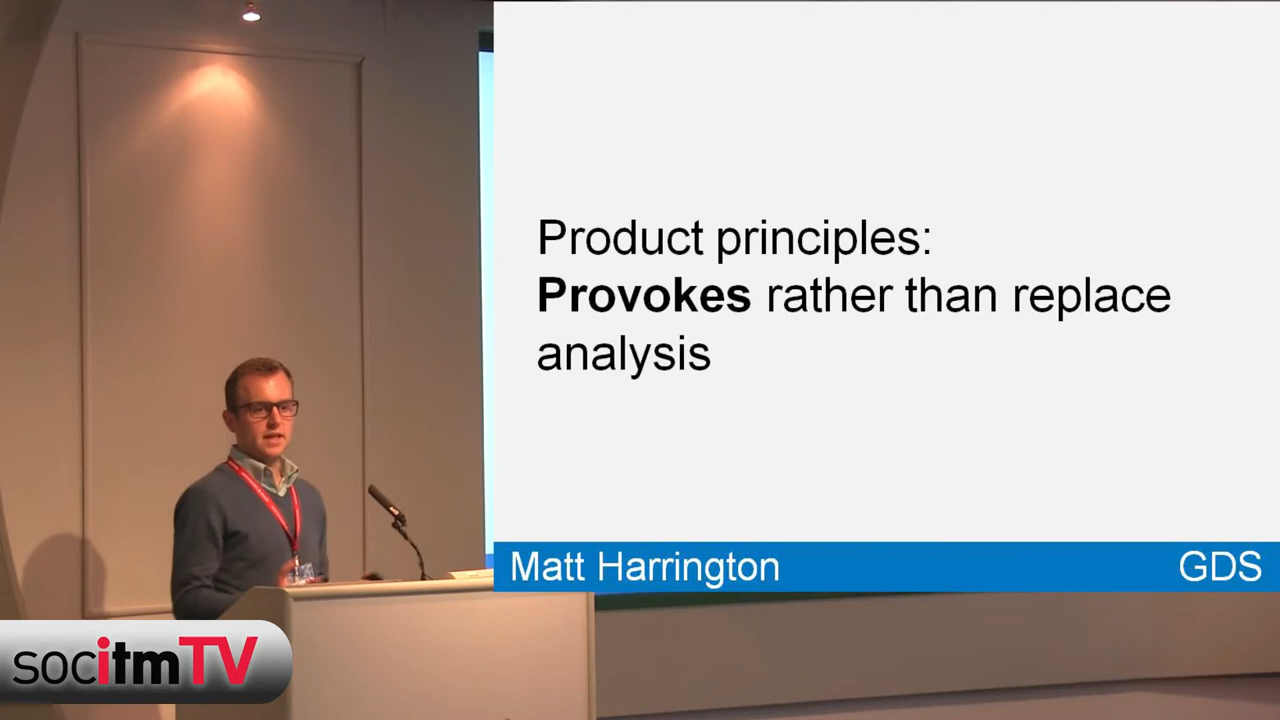 Product principles:
Provokes rather than replace
analysis
Matt Harrington GDS
socitmTV